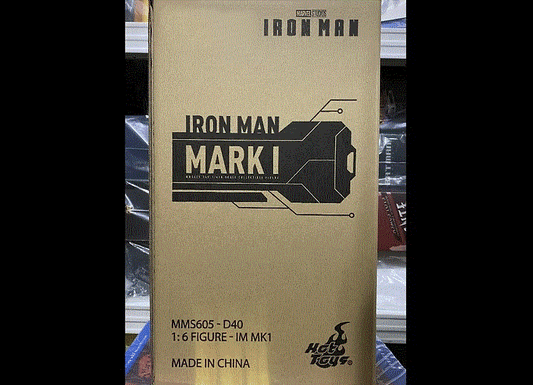 MARVEL STUDIOS
IRON MAN
IRON MAN
MARK I
MMS605 - D40
1: 6 FIGURE - IM MK1
MADE IN CHINA
Hot
Toys®